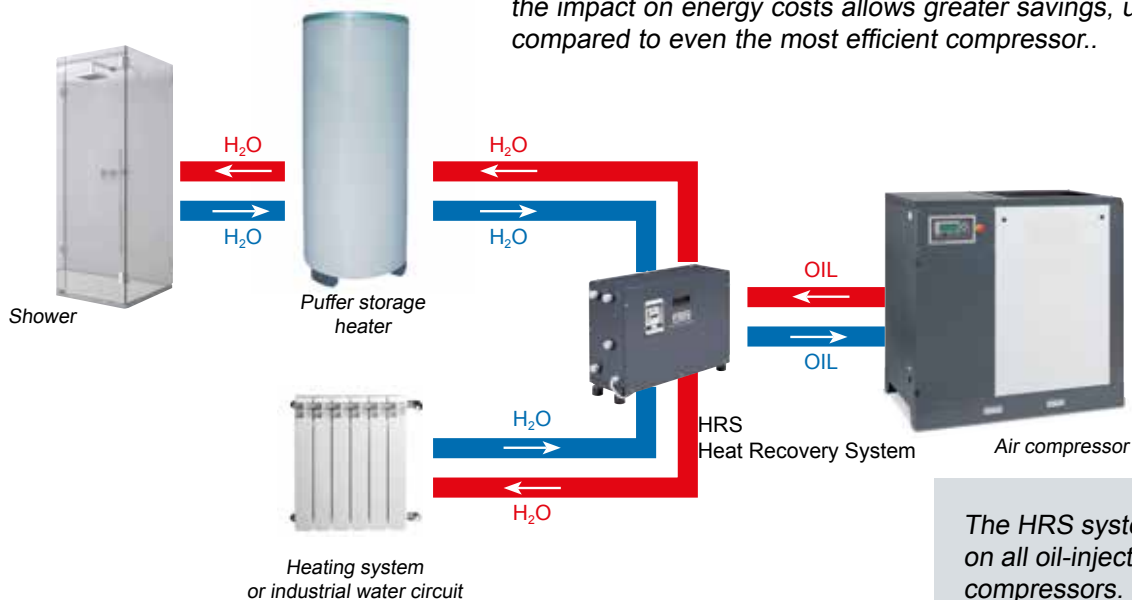 the impact on energy costs allows greater savings, u
compared to even the most efficient compressor..
H₂O
H₂O
H₂O
H₂O
Shower
Puffer storage
heater
OIL
OIL
H₂O
H₂O
HRS
Heat Recovery System
Air compressor
Heating system
or industrial water circuit
The HRS syste
on all oil-inject
compressors.